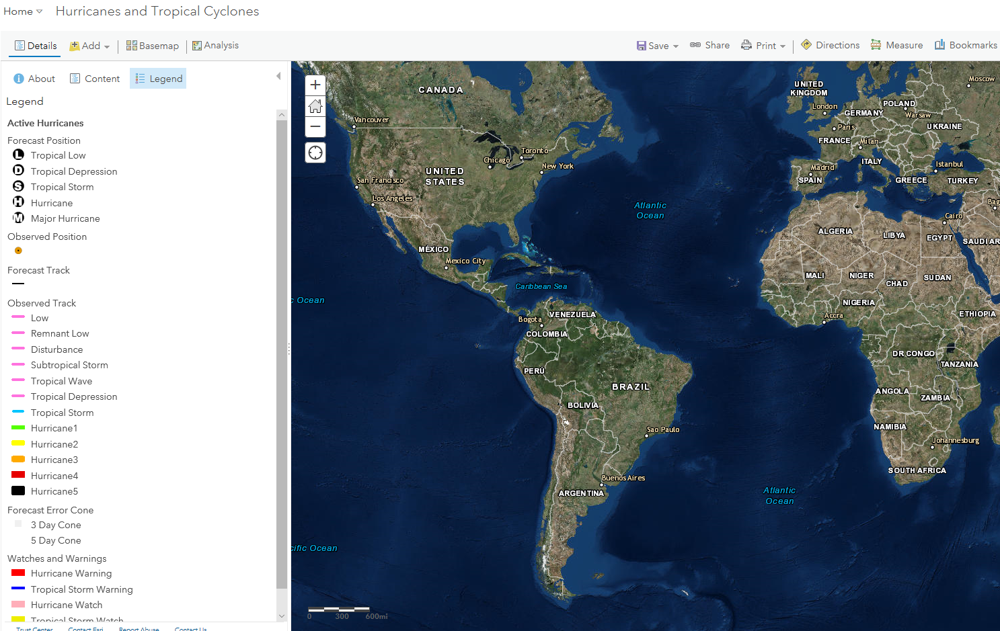 Home Hurricanes and Tropical Cyclones
Details Add Basemap Analysis Save Share Print Directions Measure Bookmarks
About Content Legend
Legend
Active Hurricanes
Forecast Position
L Tropical Low
D Tropical Depression
S Tropical Storm
H Hurricane
M Major Hurricane
Observed Position
Forecast Track
Observed Track
Low
Remnant Low
Disturbance
Subtropical Storm
Tropical Wave
Tropical Depression
Tropical Storm
Hurricane1
Hurricane2
Hurricane3
Hurricane4
Hurricane5
Forecast Error Cone
3 Day Cone
5 Day Cone
Watches and Warnings
Hurricane Warning
Tropical Storm Warning
Hurricane Watch
Tropical Storm Watch
Trust Center Contact Esri Report Abuse Contact Us
CANADA
Vancouver
Toronto
Chicago
New York
UNITED
STATES
San Francisco
Los Angeles
MÉXICO
Mexico City
Atlantic
Ocean
Caribbean Sea
c Ocean
VENEZUELA
Bogota
COLOMBIA
PERÚ
BRAZIL
BOLIVIA
Sao Paulo
Buenos Aires
ARGENTINA
cific Ocean
0 300 600mi
Moscow
UNITED
KINGDOM
London
POLAND
GERMANY
Warsaw
Paris
UKRAINE
FRANCE
Milan
ITALY
Istanbul
Madrid
SPAIN
GREECE
TURKEY
Bag
Cairo
ALGERIA
LIBYA
EGYPT
SAUDI AR
MALI
NIGER
CHAD
SUDAN
NIGERIA
Accra
ETHIOPIA
DR CONGO
TANZANIA
ANGOLA
ZAMBIA
NAMIBIA
Johannesburg
SOUTH AFRICA
Atlantic
Ocean